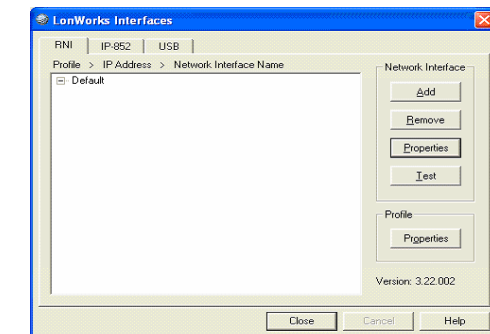 LonWorks Interfaces
RNI IP-852 USB
Profile > IP Address > Network Interface Name
Default
Network Interface
Add
Remove
Properties
Test
Profile
Properties
Version: 3.22.002
Close Cancel Help